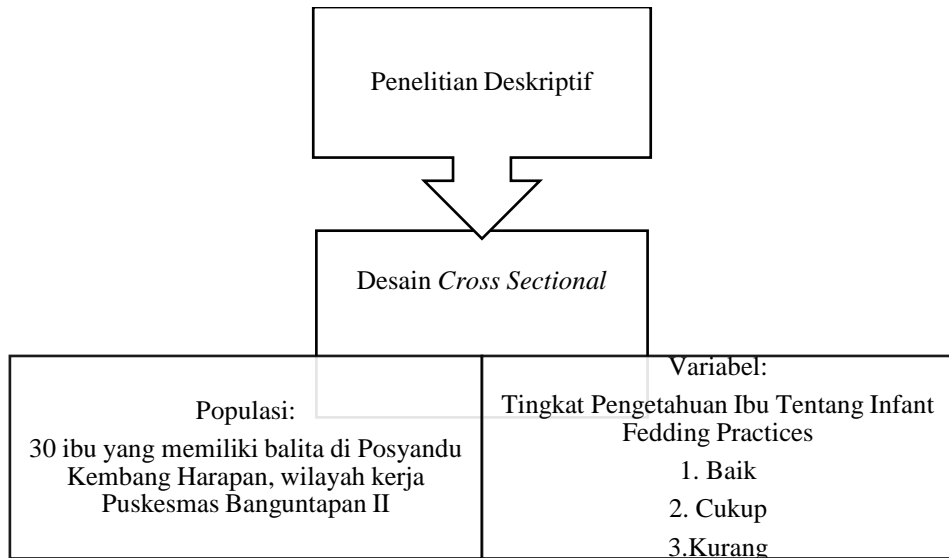 Penelitian Deskriptif
Desain Cross Sectional
Populasi:
30 ibu yang memiliki balita di Posyandu
Kembang Harapan, wilayah kerja
Puskesmas Banguntapan II
Variabel:
Tingkat Pengetahuan Ibu Tentang Infant
Fedding Practices
1. Baik
2. Cukup
3.Kurang